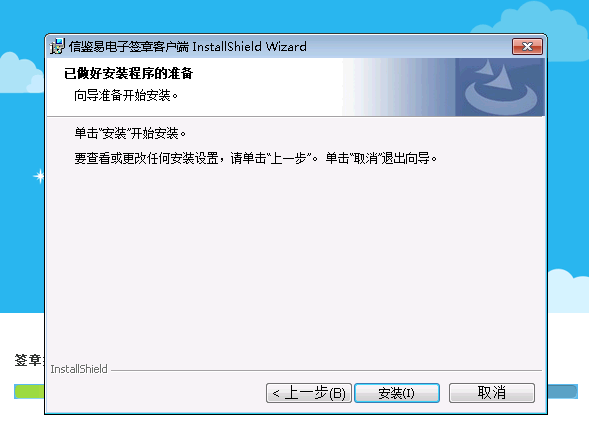 信鉴易电子签章客户端 InstallShield Wizard
已做好安装程序的准备
向导准备开始安装。
单击“安装”开始安装。
要查看或更改任何安装设置，请单击“上一步”。 单击“取消”退出向导。
签章
InstallShield
< 上一步(B) 安装(I) 取消